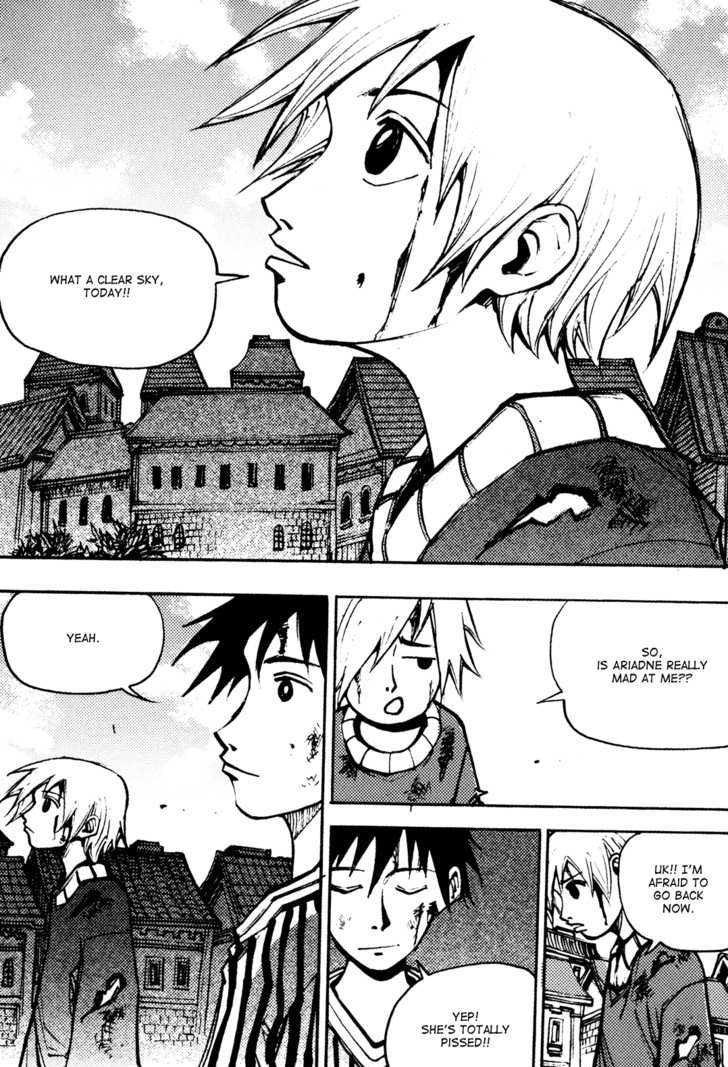 WHAT A CLEAR SKY,
TODAY!!
YEAH.
SO,
IS ARIADNE REALLY
MAD AT ME??
YEP!
SHE'S TOTALLY
PISSED!!
UK!! I'M
AFRAID TO
GO BACK
NOW.